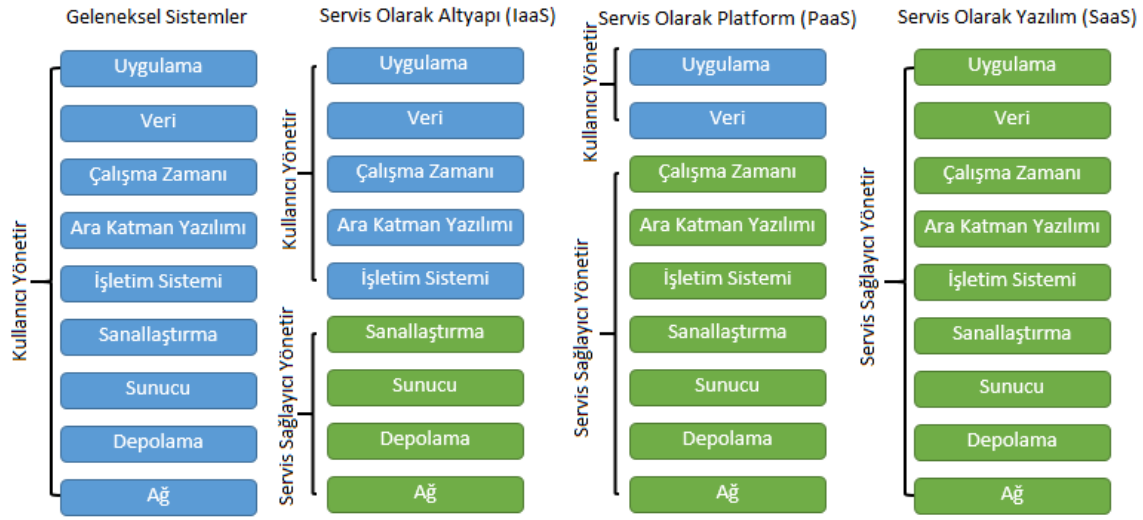 Geleneksel Sistemler
Kullanıcı Yönetir
Uygulama
Veri
Çalışma Zamanı
Ara Katman Yazılımı
İşletim Sistemi
Sanallaştırma
Sunucu
Depolama
Ağ
Servis Olarak Altyapı (IaaS)
Kullanıcı Yönetir
Uygulama
Veri
Çalışma Zamanı
Ara Katman Yazılımı
İşletim Sistemi
Servis Sağlayıcı Yönetir
Sanallaştırma
Sunucu
Depolama
Ağ
Servis Olarak Platform (PaaS)
Kullanıcı Yönetir
Uygulama
Veri
Servis Sağlayıcı Yönetir
Çalışma Zamanı
Ara Katman Yazılımı
İşletim Sistemi
Sanallaştırma
Sunucu
Depolama
Ağ
Servis Olarak Yazılım (SaaS)
Servis Sağlayıcı Yönetir
Uygulama
Veri
Çalışma Zamanı
Ara Katman Yazılımı
İşletim Sistemi
Sanallaştırma
Sunucu
Depolama
Ağ